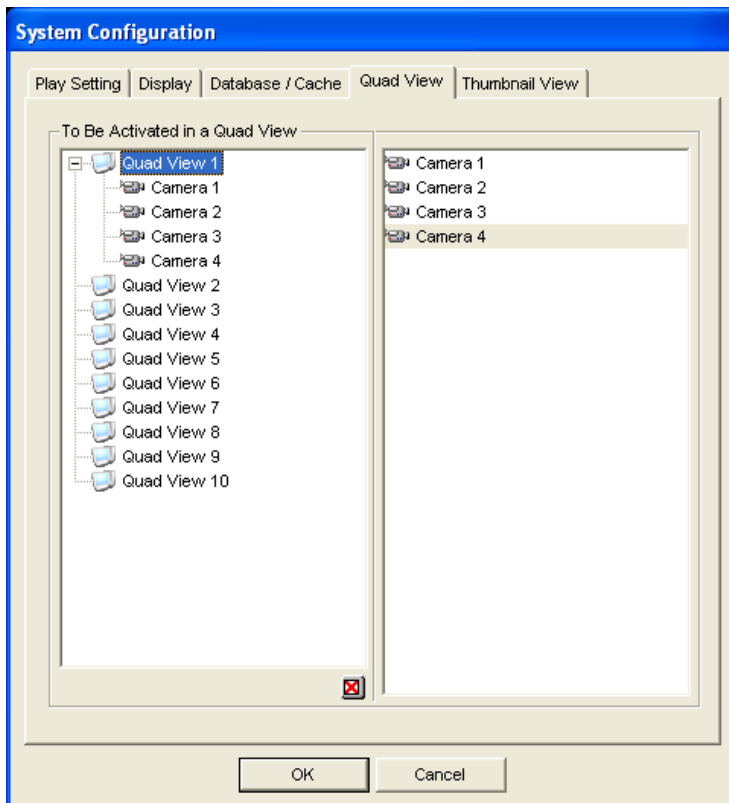 System Configuration
Play Setting Display Database / Cache Quad View Thumbnail View
To Be Activated in a Quad View
Quad View 1
Camera 1
Camera 2
Camera 3
Camera 4
Quad View 2
Quad View 3
Quad View 4
Quad View 5
Quad View 6
Quad View 7
Quad View 8
Quad View 9
Quad View 10
Camera 1
Camera 2
Camera 3
Camera 4
OK Cancel